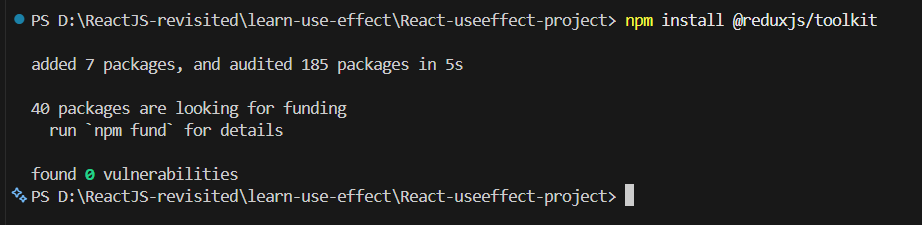 PS D:\ReactJS-revisited\learn-use-effect\React-useeffect-project> npm install @reduxjs/toolkit
added 7 packages, and audited 185 packages in 5s
40 packages are looking for funding
  run `npm fund` for details
found 0 vulnerabilities
PS D:\ReactJS-revisited\learn-use-effect\React-useeffect-project>